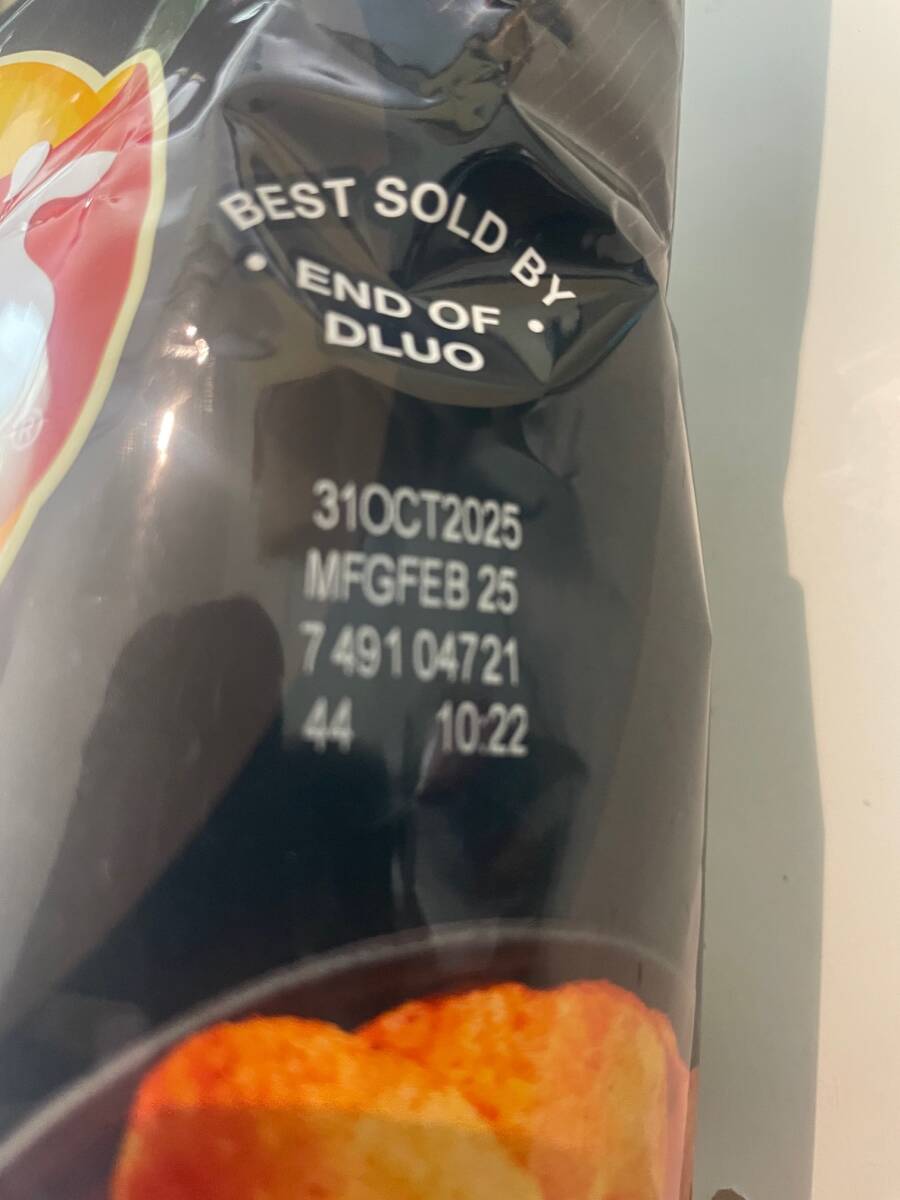 BEST SOLD BY
• END OF •
DLUO
31OCT2025
MFGFEB 25
7 491 04721
44 10:22
®